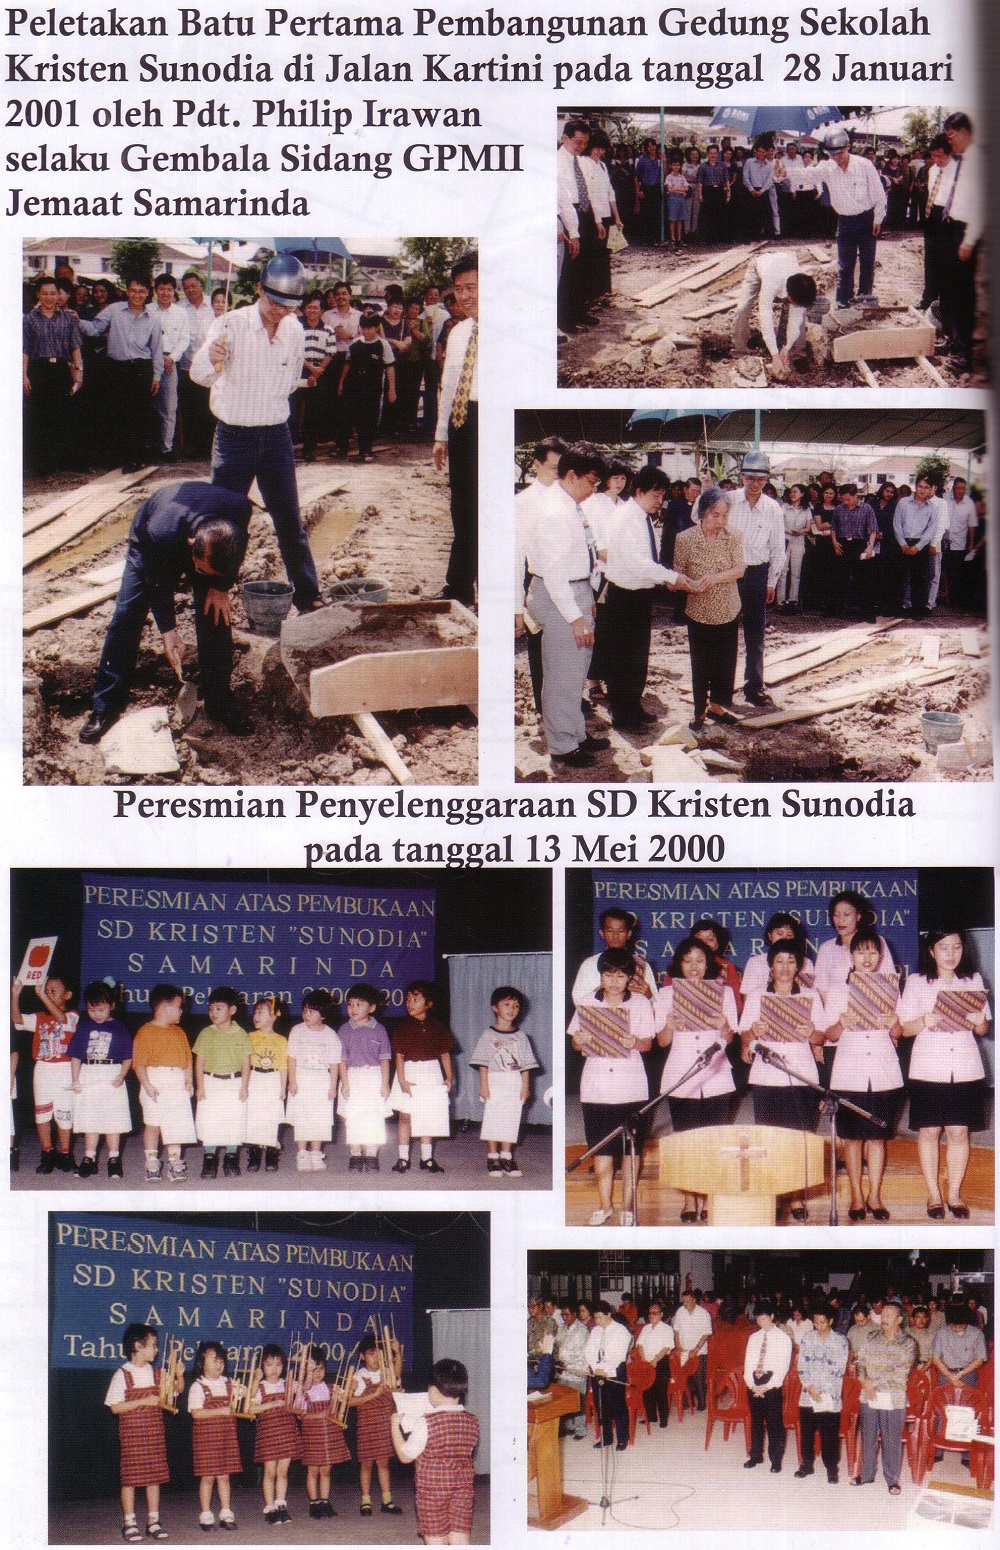 Peletakan Batu Pertama Pembangunan Gedung Sekolah
Kristen Sunodia di Jalan Kartini pada tanggal 28 Januari
2001 oleh Pdt. Philip Irawan
selaku Gembala Sidang GPMII
Jemaat Samarinda
Peresmian Penyelenggaraan SD Kristen Sunodia
pada tanggal 13 Mei 2000
PERESMIAN ATAS PEMBUKAAN
SD KRISTEN "SUNODIA"
SAMARINDA
RED
PERESMIAN ATAS PEMBUKAAN
SD KRISTEN "SUNODIA"
PERESMIAN ATAS PEMBUKAAN
SD KRISTEN "SUNODIA"
SAMARINDA